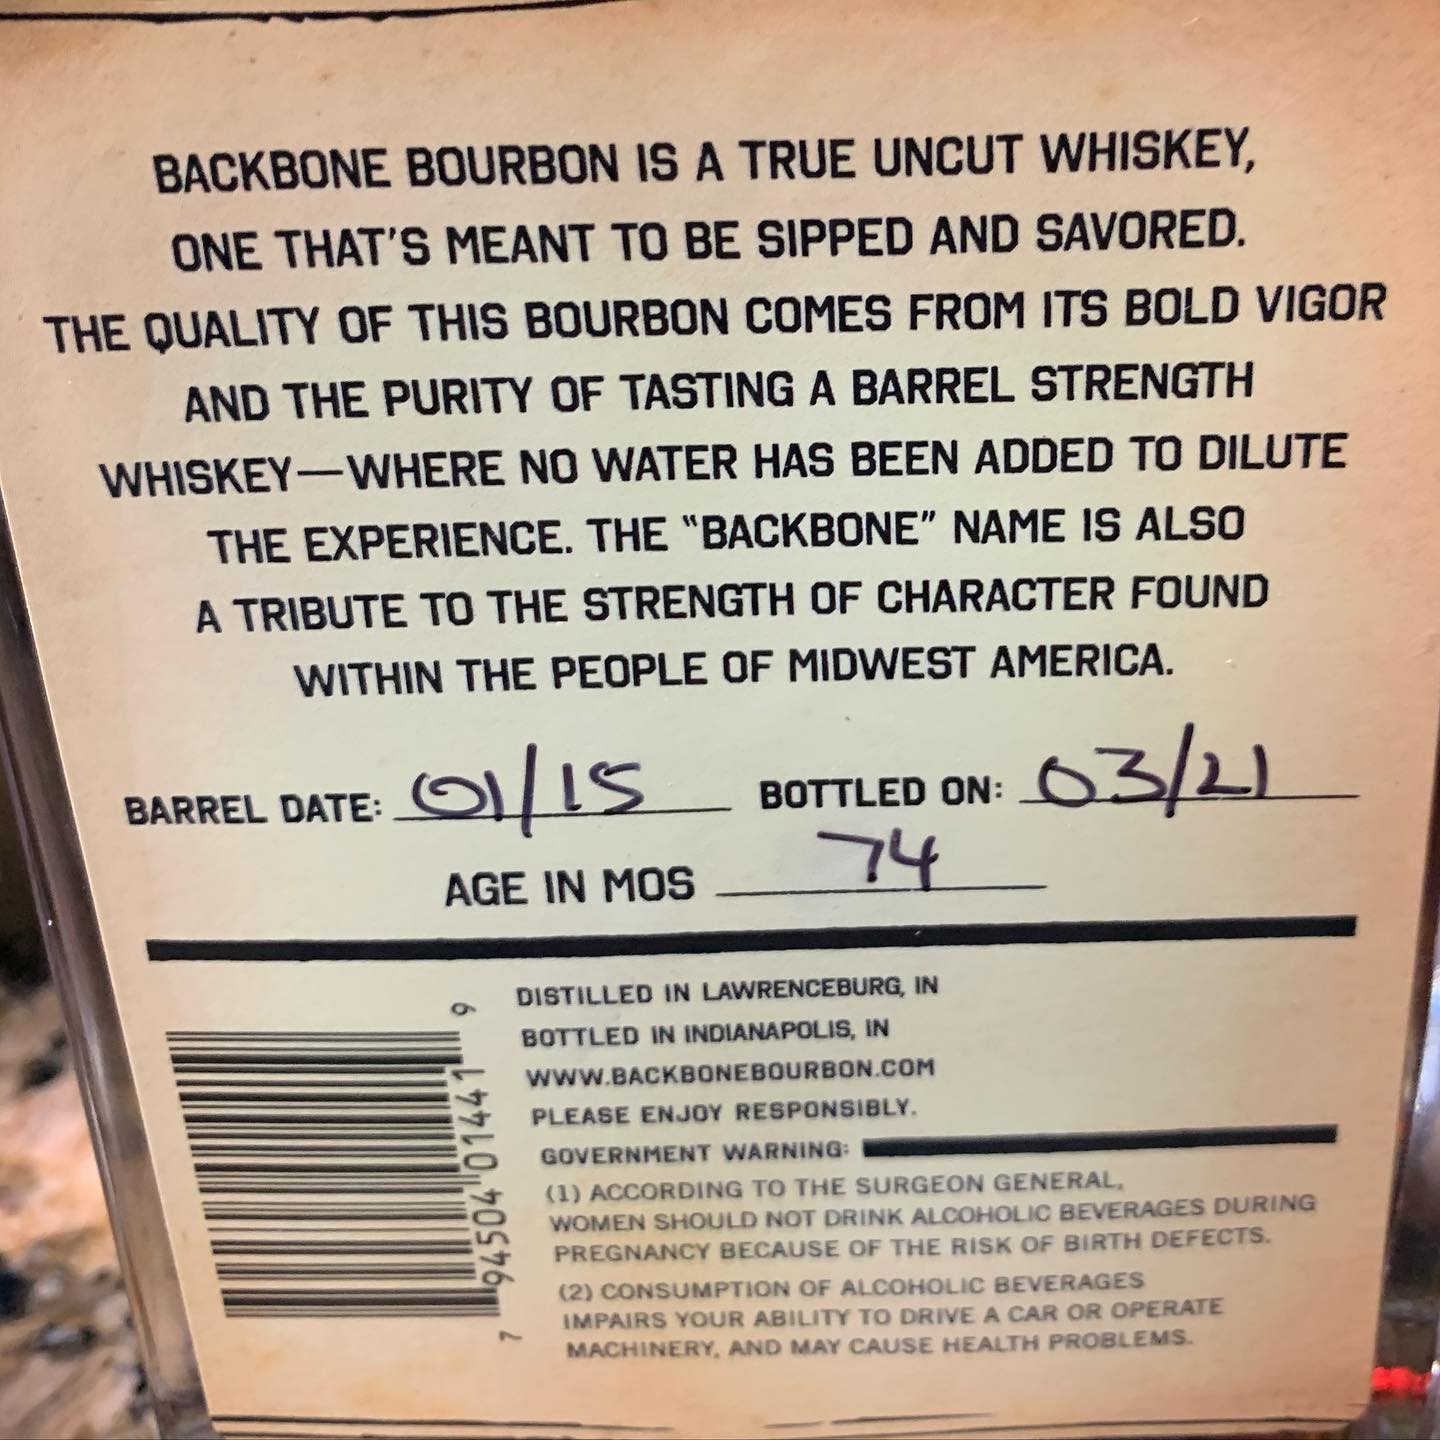 BACKBONE BOURBON IS A TRUE UNCUT WHISKEY,
ONE THAT'S MEANT TO BE SIPPED AND SAVORED.
THE QUALITY OF THIS BOURBON COMES FROM ITS BOLD VIGOR
AND THE PURITY OF TASTING A BARREL STRENGTH
WHISKEY—WHERE NO WATER HAS BEEN ADDED TO DILUTE
THE EXPERIENCE. THE "BACKBONE" NAME IS ALSO
A TRIBUTE TO THE STRENGTH OF CHARACTER FOUND
WITHIN THE PEOPLE OF MIDWEST AMERICA.
BARREL DATE: 01/15 BOTTLED ON: 03/21
AGE IN MOS 74
7 94504 01441 9
DISTILLED IN LAWRENCEBURG, IN
BOTTLED IN INDIANAPOLIS, IN
WWW.BACKBONEBOURBON.COM
PLEASE ENJOY RESPONSIBLY.
GOVERNMENT WARNING:
(1) ACCORDING TO THE SURGEON GENERAL,
WOMEN SHOULD NOT DRINK ALCOHOLIC BEVERAGES DURING
PREGNANCY BECAUSE OF THE RISK OF BIRTH DEFECTS.
(2) CONSUMPTION OF ALCOHOLIC BEVERAGES
IMPAIRS YOUR ABILITY TO DRIVE A CAR OR OPERATE
MACHINERY, AND MAY CAUSE HEALTH PROBLEMS.